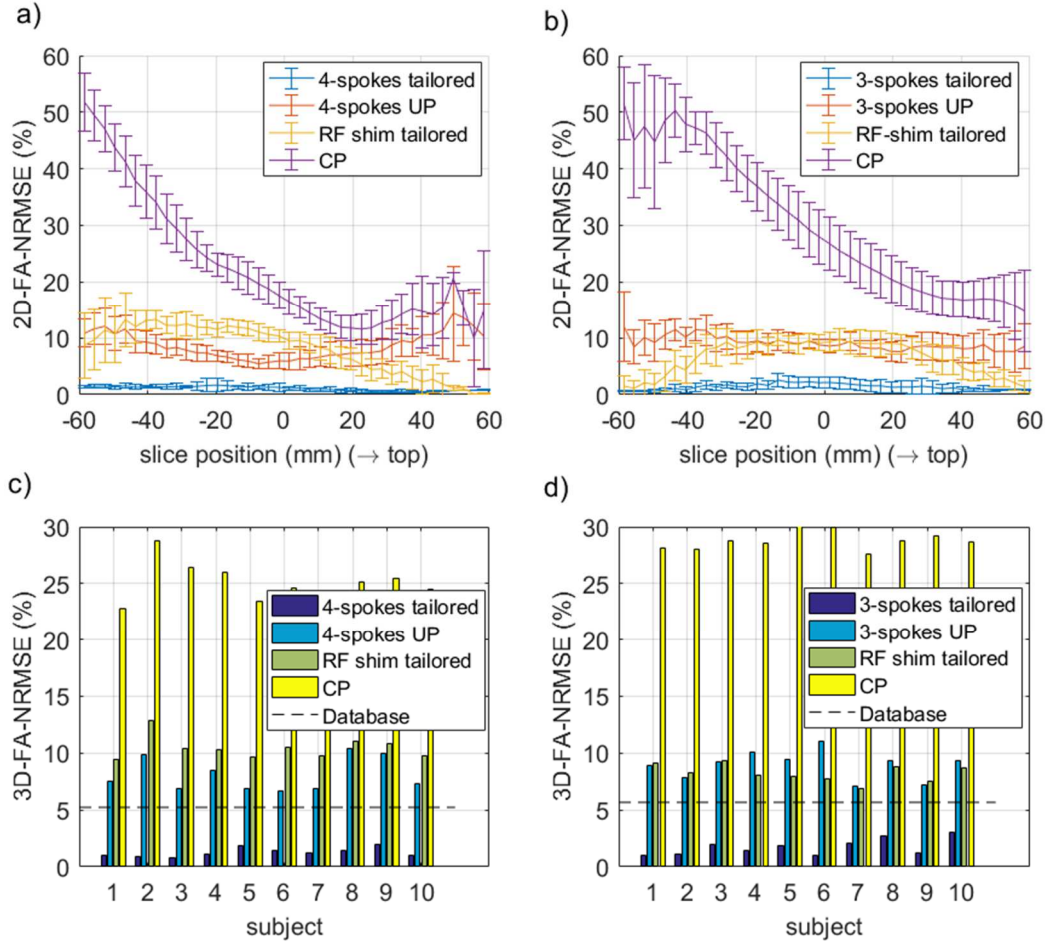 a)
2D-FA-NRMSE (%)
60
50
40
30
20
10
0
4-spokes tailored
4-spokes UP
RF shim tailored
CP
-60 -40 -20 0 20 40 60
slice position (mm) (→ top)
b)
2D-FA-NRMSE (%)
60
50
40
30
20
10
0
3-spokes tailored
3-spokes UP
RF-shim tailored
CP
-60 -40 -20 0 20 40 60
slice position (mm) (→ top)
c)
3D-FA-NRMSE (%)
30
25
20
15
10
5
0
4-spokes tailored
4-spokes UP
RF shim tailored
CP
Database
1 2 3 4 5 6 7 8 9 10
subject
d)
3D-FA-NRMSE (%)
30
25
20
15
10
5
0
3-spokes tailored
3-spokes UP
RF shim tailored
CP
Database
1 2 3 4 5 6 7 8 9 10
subject